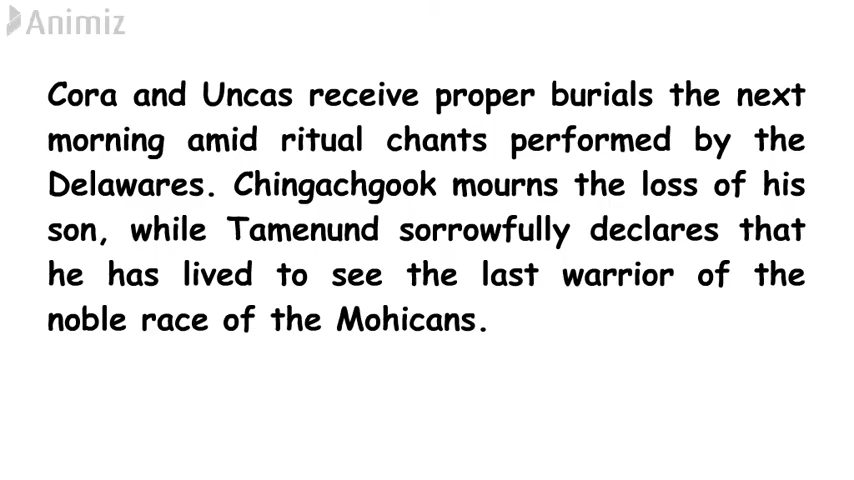 Animiz
Cora and Uncas receive proper burials the next
morning amid ritual chants performed by the
Delawares. Chingachgook mourns the loss of his
son, while Tamenund sorrowfully declares that
he has lived to see the last warrior of the
noble race of the Mohicans.